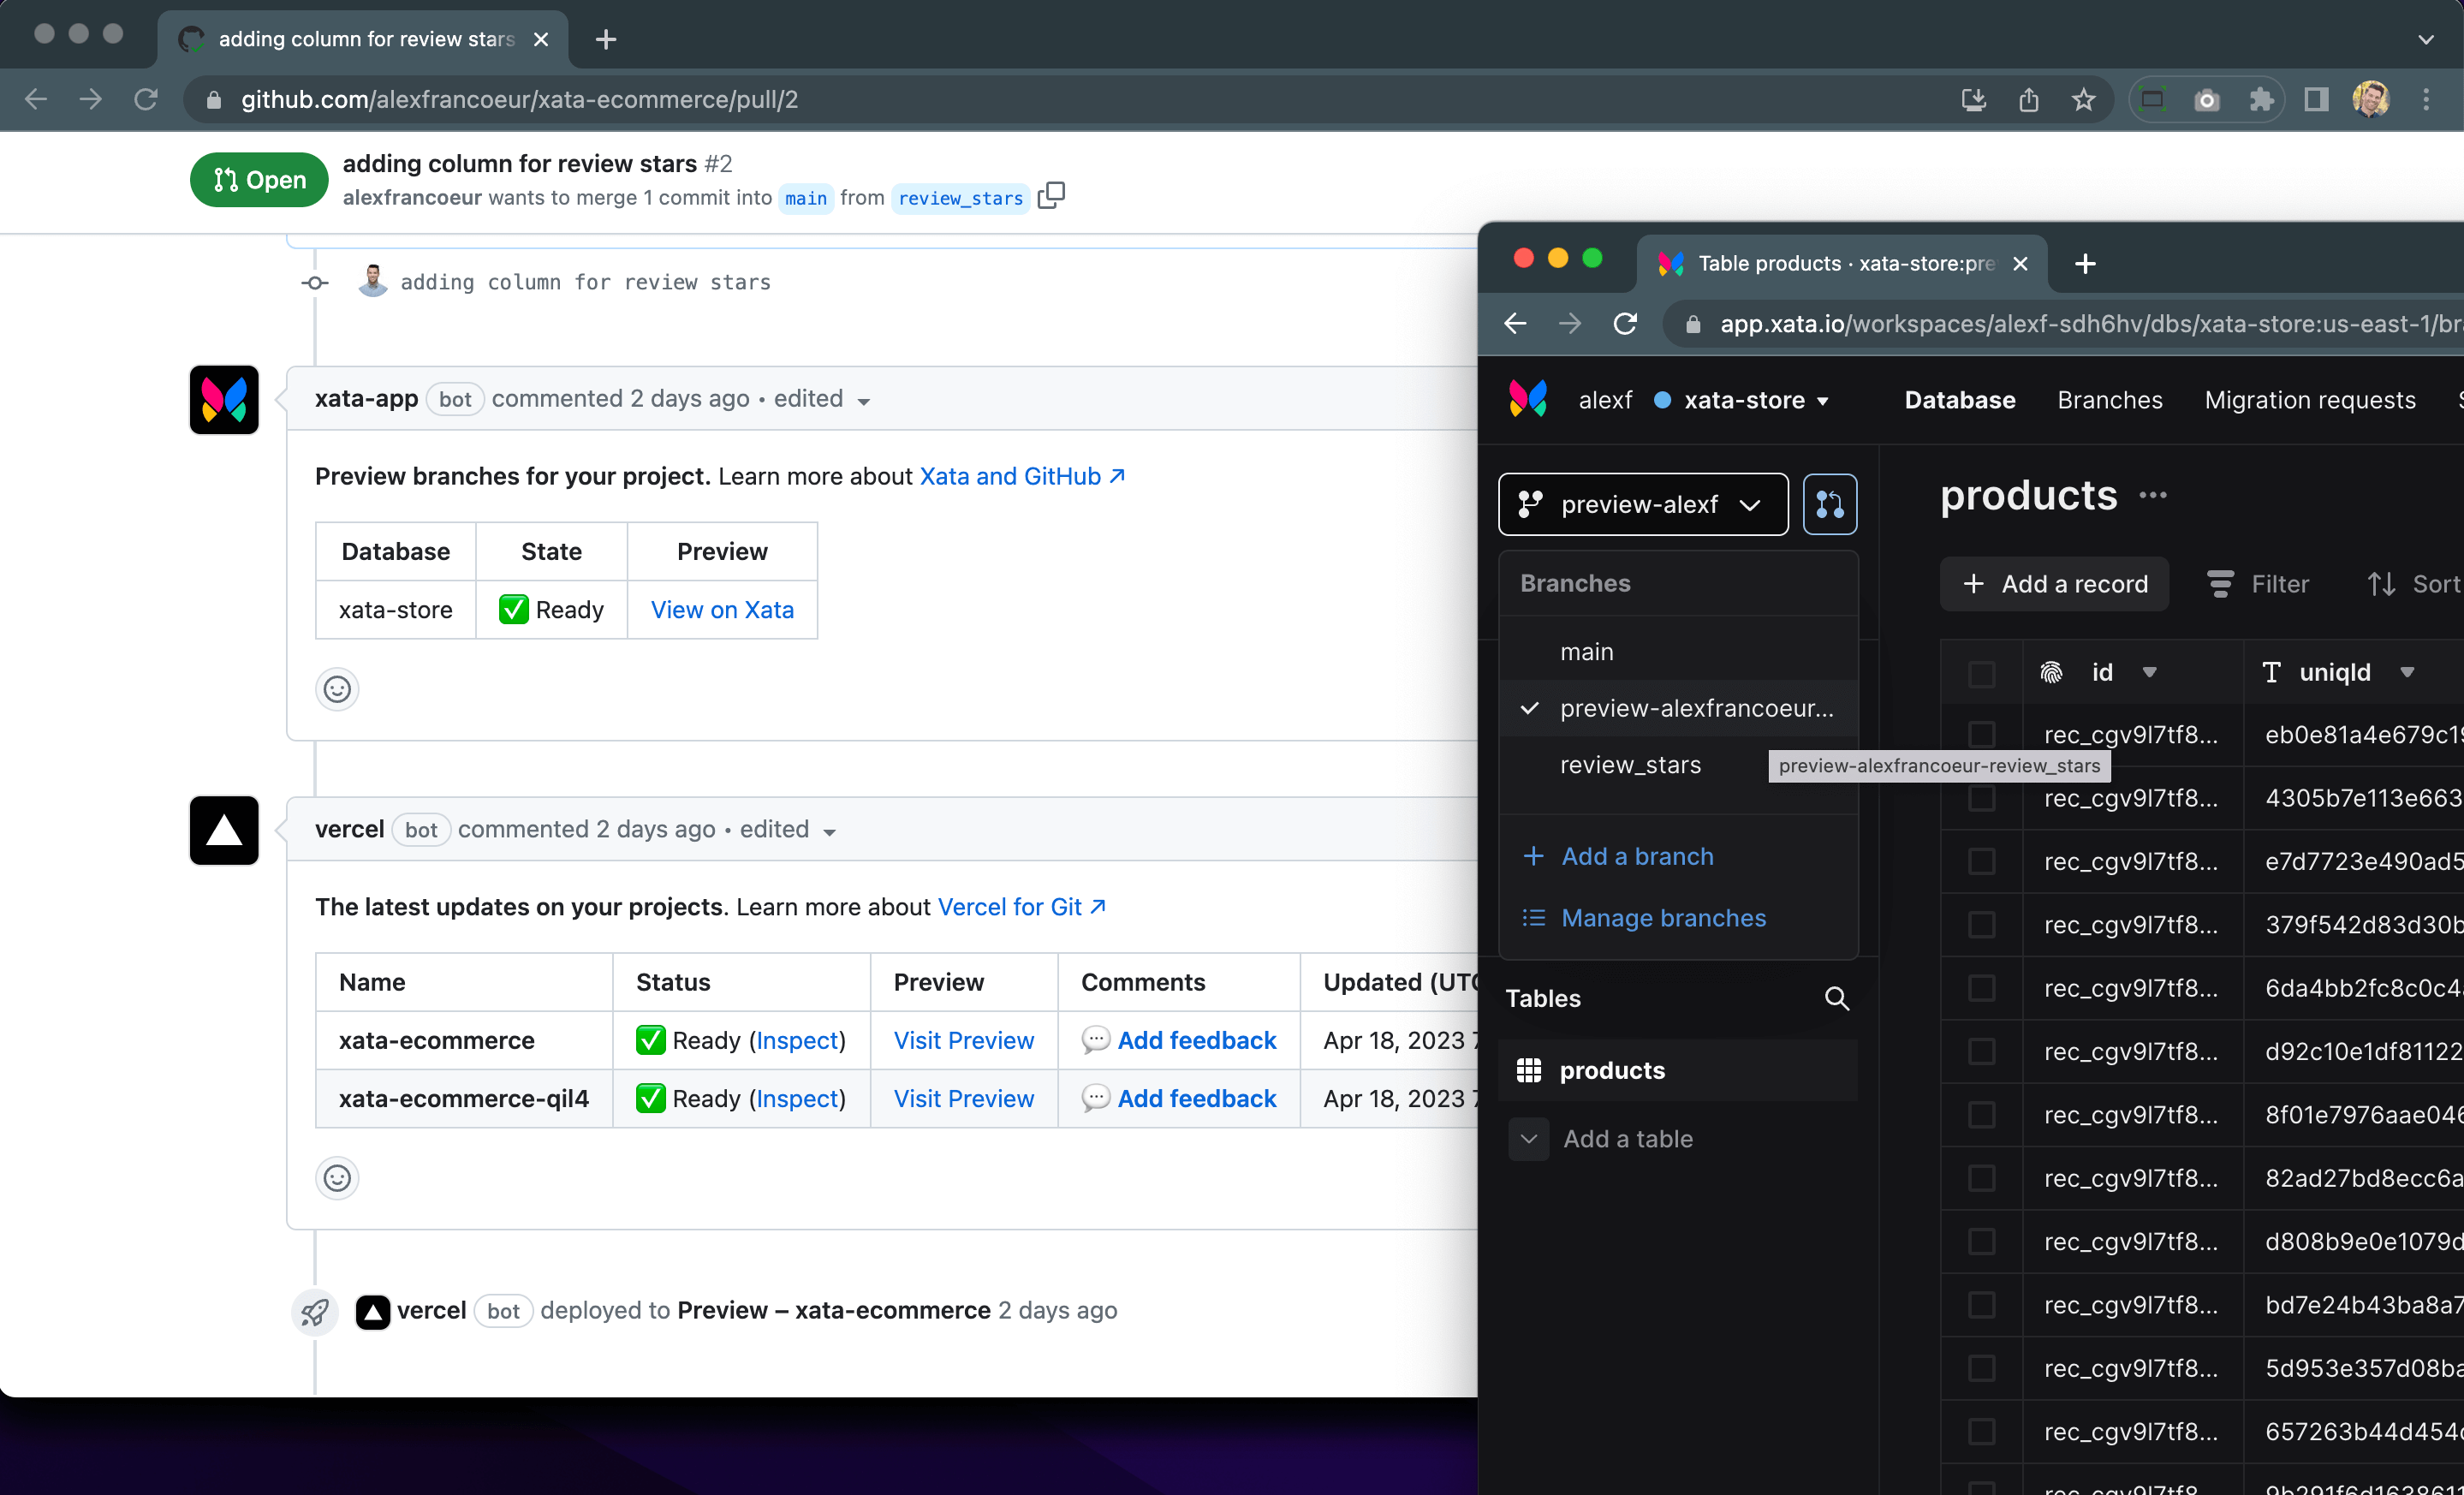 adding column for review stars
github.com/alexfrancoeur/xata-ecommerce/pull/2
Open
adding column for review stars #2
alexfrancoeur wants to merge 1 commit into main from review_stars
adding column for review stars
xata-app bot commented 2 days ago • edited
Preview branches for your project. Learn more about Xata and GitHub ↗
Database State Preview
xata-store ✅ Ready View on Xata
vercel bot commented 2 days ago • edited
The latest updates on your projects. Learn more about Vercel for Git ↗
Name Status Preview Comments Updated (UTC
xata-ecommerce ✅ Ready (Inspect) Visit Preview 💬 Add feedback Apr 18, 2023 7
xata-ecommerce-qil4 ✅ Ready (Inspect) Visit Preview 💬 Add feedback Apr 18, 2023 7
vercel bot deployed to Preview – xata-ecommerce 2 days ago
Table products · xata-store:pre
app.xata.io/workspaces/alexf-sdh6hv/dbs/xata-store:us-east-1/br
alexf xata-store Database Branches Migration requests
preview-alexf
Branches
main
preview-alexfrancoeur...
review_stars
preview-alexfrancoeur-review_stars
Add a branch
Manage branches
Tables
products
Add a table
products ...
+ Add a record Filter Sort
id uniqId
rec_cgv9l7tf8... eb0e81a4e679c19
rec_cgv9l7tf8... 4305b7e113e663
rec_cgv9l7tf8... e7d7723e490ad5
rec_cgv9l7tf8... 379f542d83d30b
rec_cgv9l7tf8... 6da4bb2fc8c0c4
rec_cgv9l7tf8... d92c10e1df81122
rec_cgv9l7tf8... 8f01e7976aae046
rec_cgv9l7tf8... 82ad27bd8ecc6a
rec_cgv9l7tf8... d808b9e0e1079d
rec_cgv9l7tf8... bd7e24b43ba8a7
rec_cgv9l7tf8... 5d953e357d08ba
rec_cgv9l7tf8... 657263b44d454